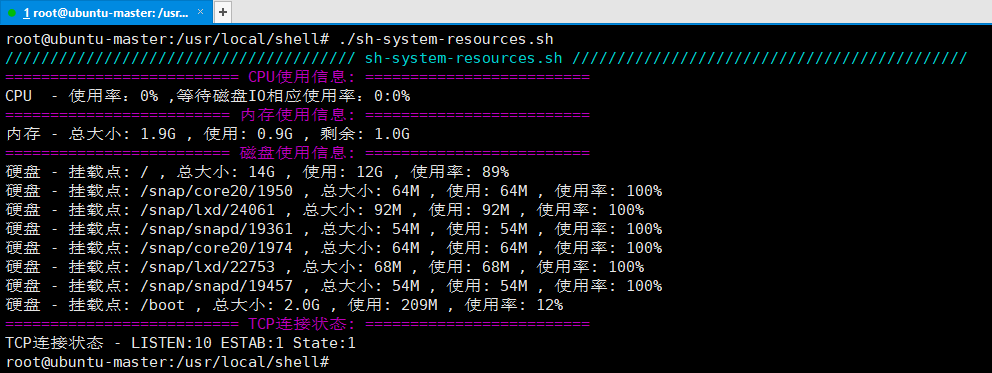 1 root@ubuntu-master: /usr... × +
root@ubuntu-master:/usr/local/shell# ./sh-system-resources.sh
/////////////////////////////////////// sh-system-resources.sh ////////////////////////////////////////////
========================== CPU使用信息: =========================
CPU  - 使用率：0% ,等待磁盘IO相应使用率：0:0%
========================= 内存使用信息: =========================
内存 - 总大小: 1.9G , 使用: 0.9G , 剩余: 1.0G
========================= 磁盘使用信息: =========================
硬盘 - 挂载点: / , 总大小: 14G , 使用: 12G , 使用率: 89%
硬盘 - 挂载点: /snap/core20/1950 , 总大小: 64M , 使用: 64M , 使用率: 100%
硬盘 - 挂载点: /snap/lxd/24061 , 总大小: 92M , 使用: 92M , 使用率: 100%
硬盘 - 挂载点: /snap/snapd/19361 , 总大小: 54M , 使用: 54M , 使用率: 100%
硬盘 - 挂载点: /snap/core20/1974 , 总大小: 64M , 使用: 64M , 使用率: 100%
硬盘 - 挂载点: /snap/lxd/22753 , 总大小: 68M , 使用: 68M , 使用率: 100%
硬盘 - 挂载点: /snap/snapd/19457 , 总大小: 54M , 使用: 54M , 使用率: 100%
硬盘 - 挂载点: /boot , 总大小: 2.0G , 使用: 209M , 使用率: 12%
========================== TCP连接状态: =========================
TCP连接状态 - LISTEN:10 ESTAB:1 State:1
root@ubuntu-master:/usr/local/shell#